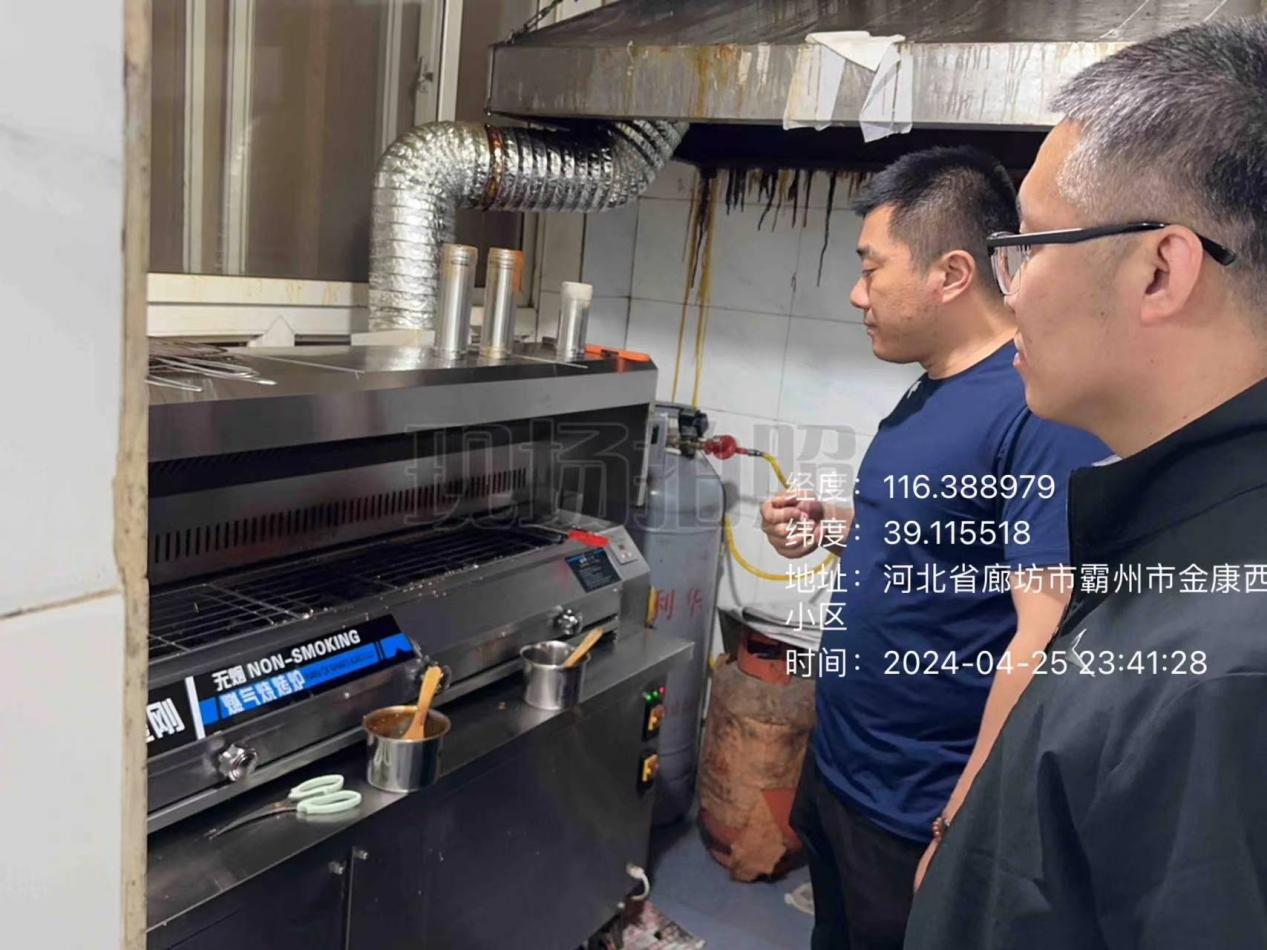 现场拍照
经度：116.388979
纬度：39.115518
地址：河北省廊坊市霸州市金康西
小区
时间：2024-04-25 23:41:28
利华
无烟 NON-SMOKING
燃气烧烤炉
刚